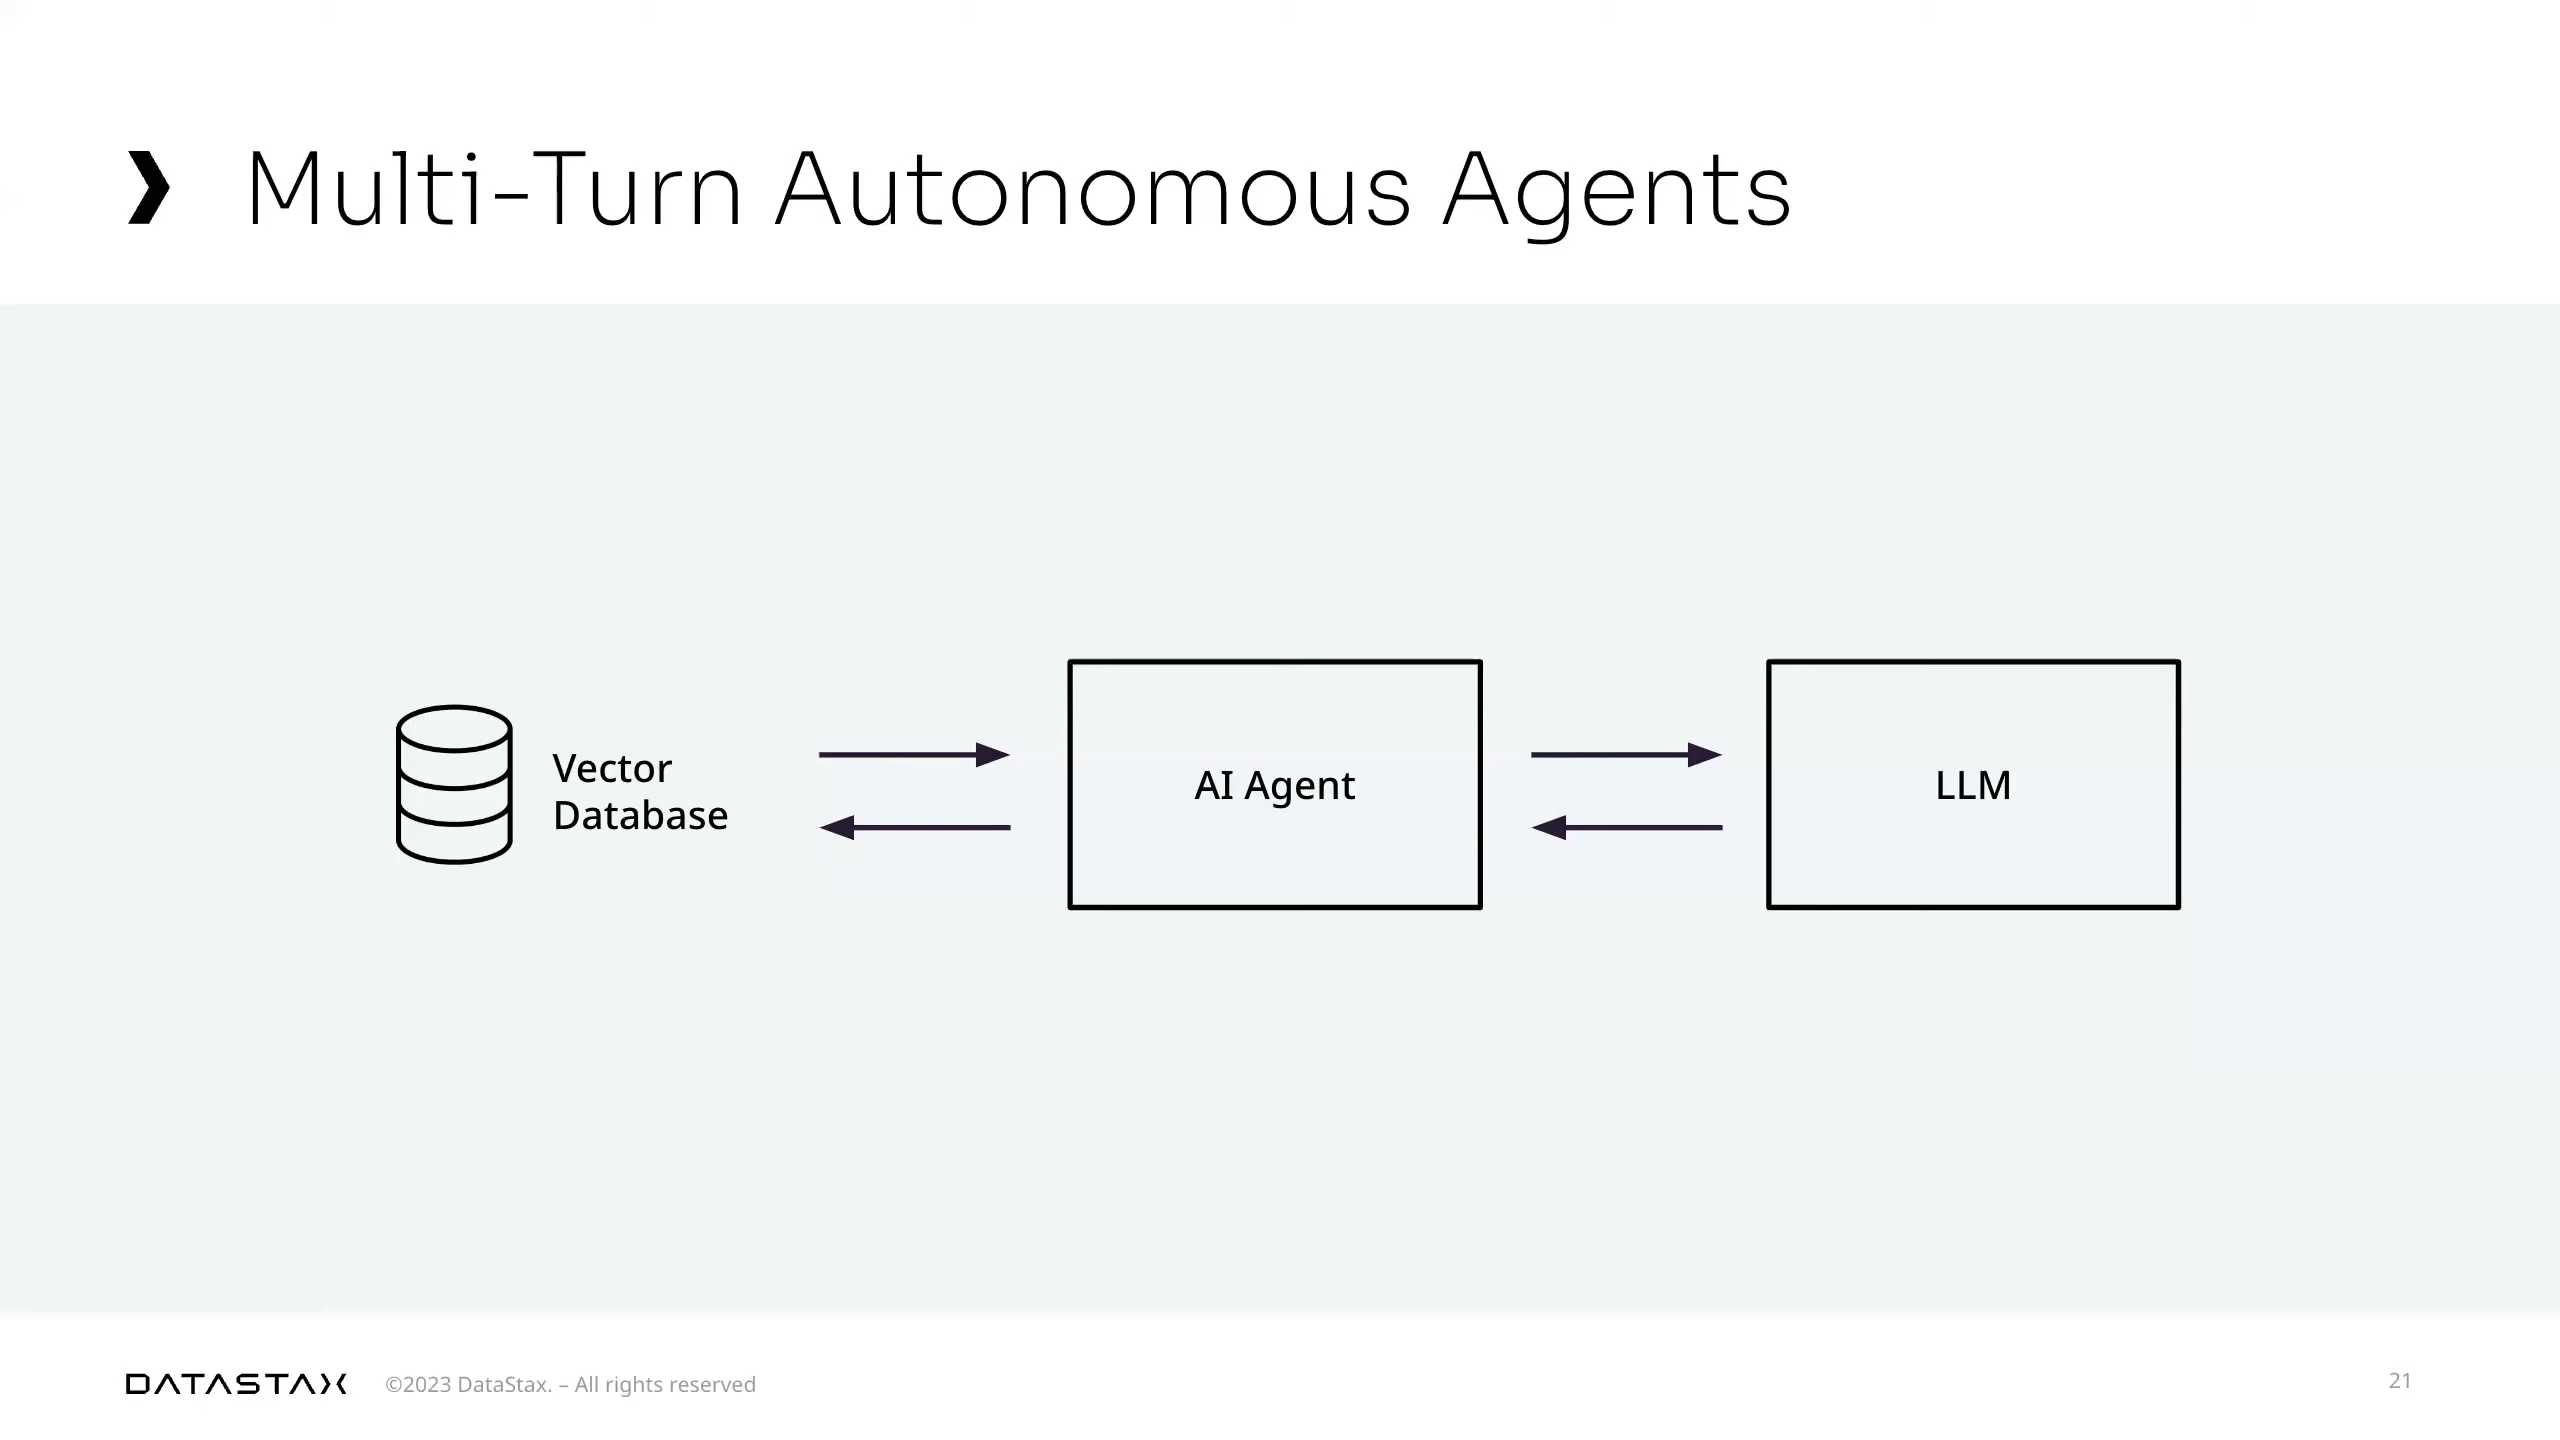 Multi-Turn Autonomous Agents
Vector
Database
AI Agent
LLM
DATASTAX
©2023 DataStax. – All rights reserved
21